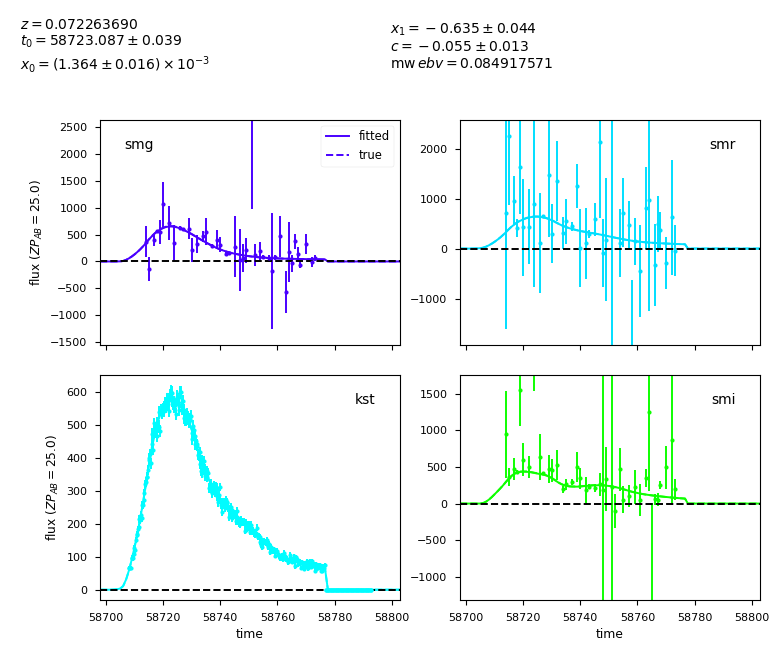 z = 0.072263690
t₀ = 58723.087 ± 0.039
x₀ = (1.364 ± 0.016) × 10⁻³
x₁ = −0.635 ± 0.044
c = −0.055 ± 0.013
mw ebv = 0.084917571
smg
fitted
true
2500
2000
1500
1000
500
0
−500
−1000
−1500
flux (ZP_AB = 25.0)
smr
2000
1000
0
−1000
kst
600
500
400
300
200
100
0
flux (ZP_AB = 25.0)
58700 58720 58740 58760 58780 58800
time
smi
1500
1000
500
0
−500
−1000
58700 58720 58740 58760 58780 58800
time